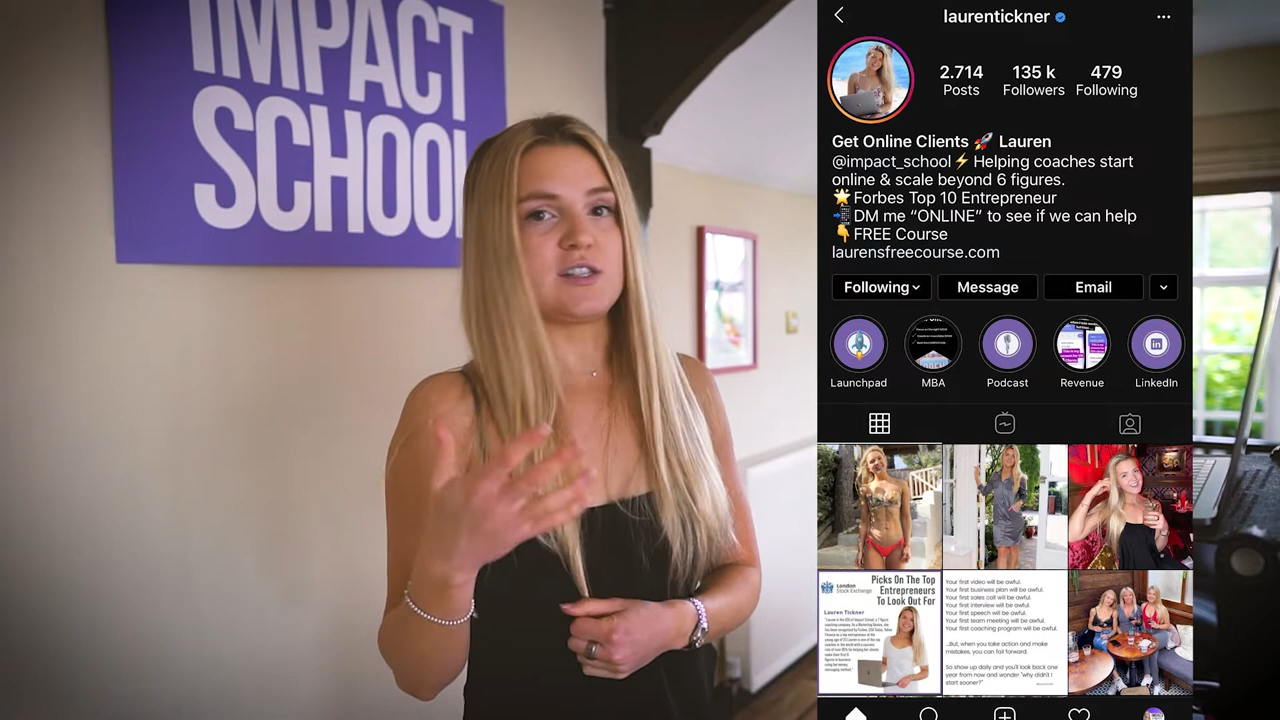 IMPACT
SCHOOL
laurentickner
2.714
Posts
135 k
Followers
479
Following
Get Online Clients 🚀 Lauren
@impact_school⚡Helping coaches start
online & scale beyond 6 figures.
🌟Forbes Top 10 Entrepreneur
📲DM me “ONLINE” to see if we can help
👇FREE Course
laurensfreecourse.com
Following
Message
Email
Launchpad
MBA
Podcast
Revenue
LinkedIn
London
Stock Exchange
Picks On The Top
Entrepreneurs
To Look Out For
Lauren Tickner
Your first video will be awful.
Your first business plan will be awful.
Your first sales call will be awful.
Your first interview will be awful.
Your first speech will be awful.
Your first team meeting will be awful.
Your first coaching program will be awful.
...But, when you take action and make
mistakes, you can fail forward.
So show up daily and you'll look back one
year from now and wonder "why didn't I
start sooner?"